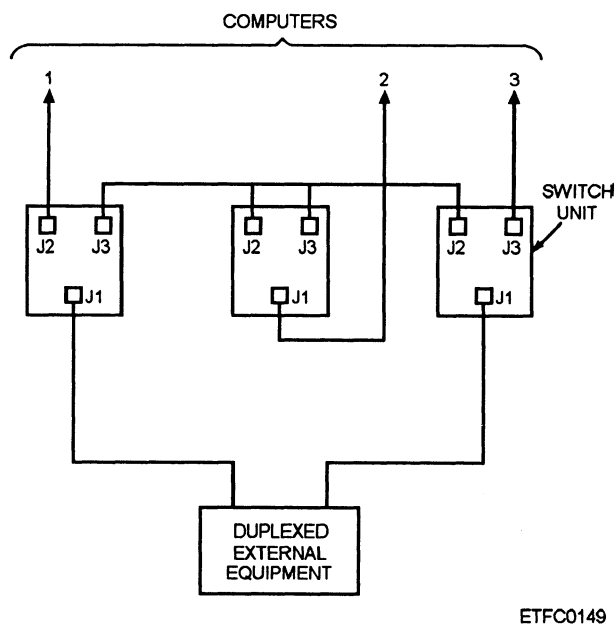 COMPUTERS
1
2
3
SWITCH
UNIT
J2
J3
J1
J2
J3
J1
J2
J3
J1
DUPLEXED
EXTERNAL
EQUIPMENT
ETFC0149